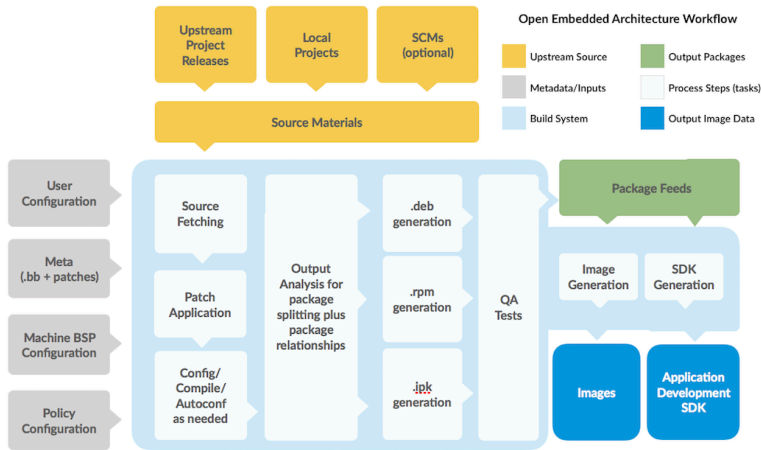 Open Embedded Architecture Workflow
Upstream
Project
Releases
Local
Projects
SCMs
(optional)
Upstream Source
Output Packages
Metadata/Inputs
Process Steps (tasks)
Build System
Output Image Data
Source Materials
User
Configuration
Meta
(.bb + patches)
Machine BSP
Configuration
Policy
Configuration
Source
Fetching
Patch
Application
Config/
Compile/
Autoconf
as needed
Output
Analysis for
package
splitting plus
package
relationships
.deb
generation
.rpm
generation
.ipk
generation
QA
Tests
Package Feeds
Image
Generation
SDK
Generation
Images
Application
Development
SDK